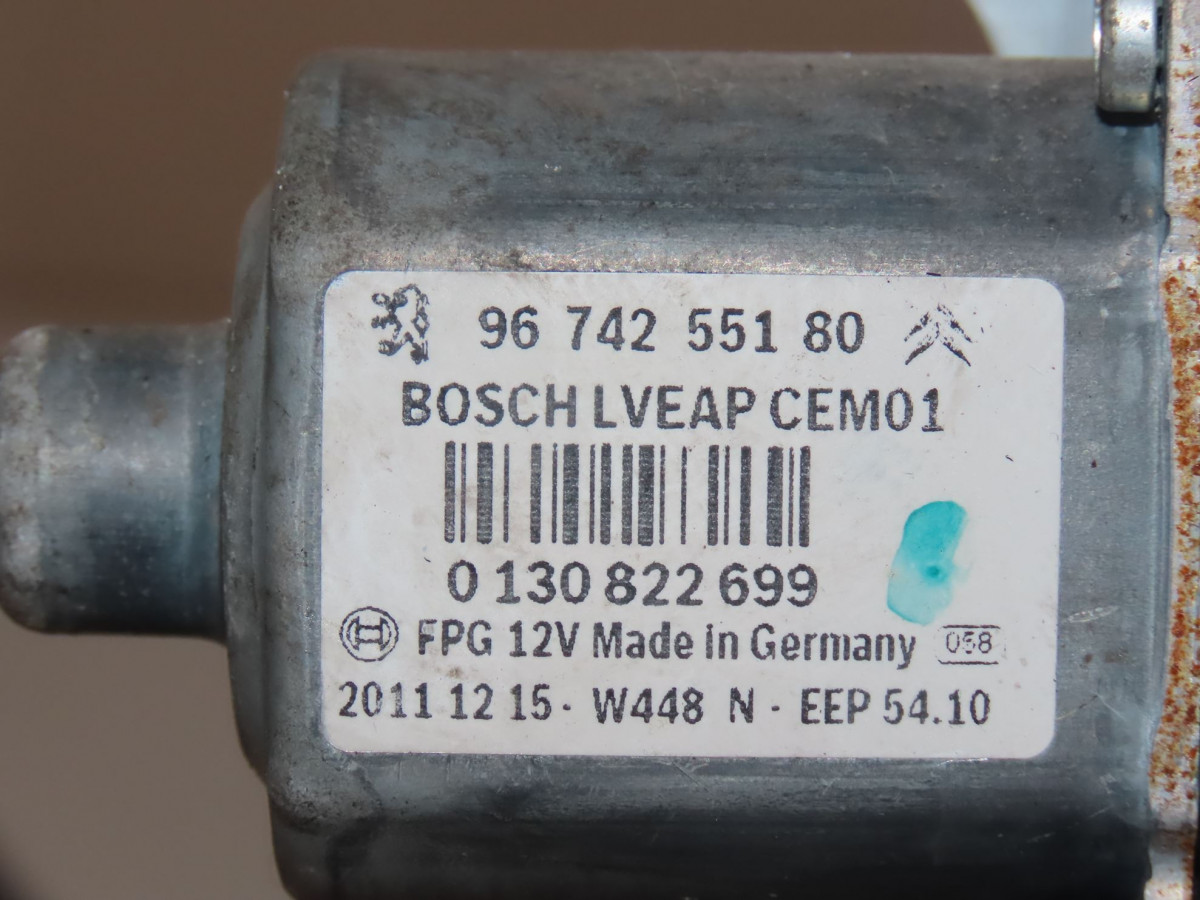 96 742 551 80
BOSCH LVEAP CEM01
0 130 822 699
FPG 12V Made in Germany 058
2011 12 15 · W448 N · EEP 54.10